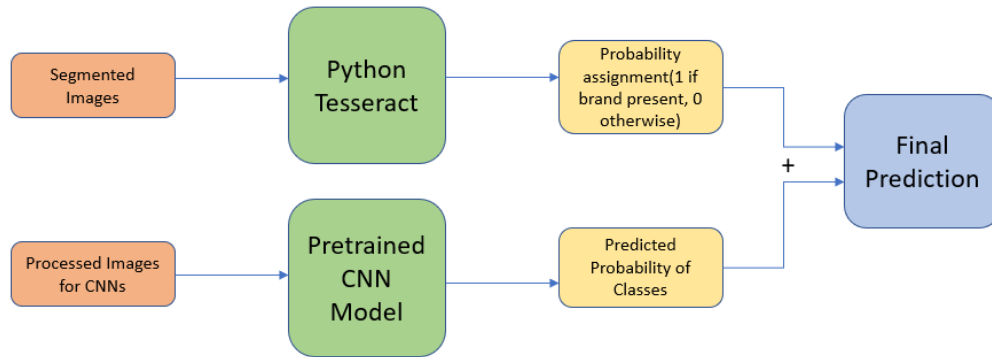 Segmented
Images
Python
Tesseract
Probability
assignment(1 if
brand present, 0
otherwise)
+
Final
Prediction
Processed Images
for CNNs
Pretrained
CNN
Model
Predicted
Probability of
Classes